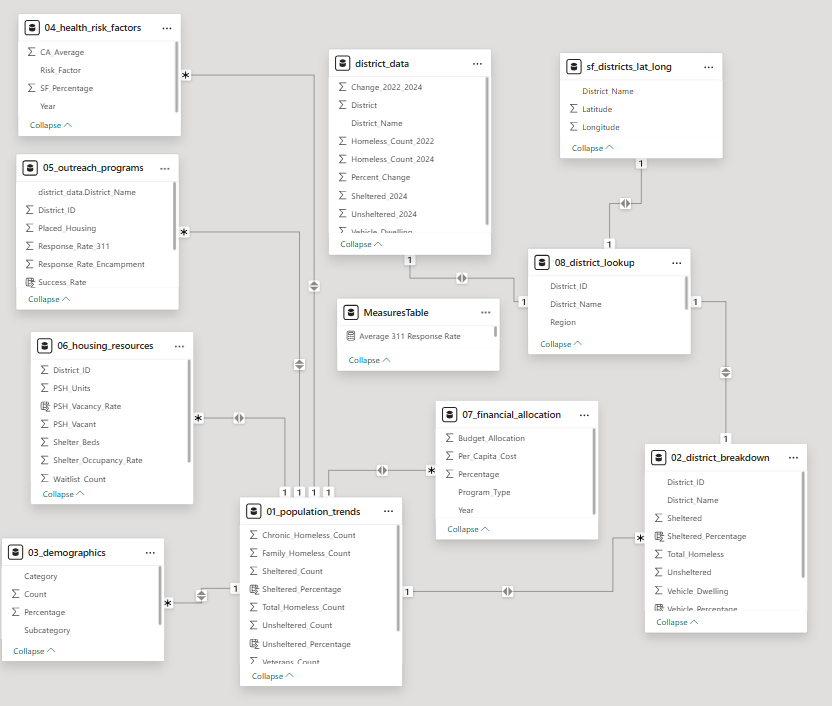 04_health_risk_factors
CA_Average
Risk_Factor
SF_Percentage
Year
Collapse
district_data
Change_2022_2024
District
District_Name
Homeless_Count_2022
Homeless_Count_2024
Percent_Change
Sheltered_2024
Unsheltered_2024
Vehicle_Dwelling
Collapse
sf_districts_lat_long
District_Name
Latitude
Longitude
Collapse
05_outreach_programs
district_data.District_Name
District_ID
Placed_Housing
Response_Rate_311
Response_Rate_Encampment
Success_Rate
Collapse
08_district_lookup
District_ID
District_Name
Region
Collapse
MeasuresTable
Average 311 Response Rate
Collapse
06_housing_resources
District_ID
PSH_Units
PSH_Vacancy_Rate
PSH_Vacant
Shelter_Beds
Shelter_Occupancy_Rate
Waitlist_Count
Collapse
07_financial_allocation
Budget_Allocation
Per_Capita_Cost
Percentage
Program_Type
Year
Collapse
02_district_breakdown
District_ID
District_Name
Sheltered
Sheltered_Percentage
Total_Homeless
Unsheltered
Vehicle_Dwelling
Vehicle_Percentage
Collapse
01_population_trends
Chronic_Homeless_Count
Family_Homeless_Count
Sheltered_Count
Sheltered_Percentage
Total_Homeless_Count
Unsheltered_Count
Unsheltered_Percentage
Veterans_Count
Collapse
03_demographics
Category
Count
Percentage
Subcategory
Collapse
*
*
*
*
*
*
1
1
1
1
1
1
1
1
1
1
1
1